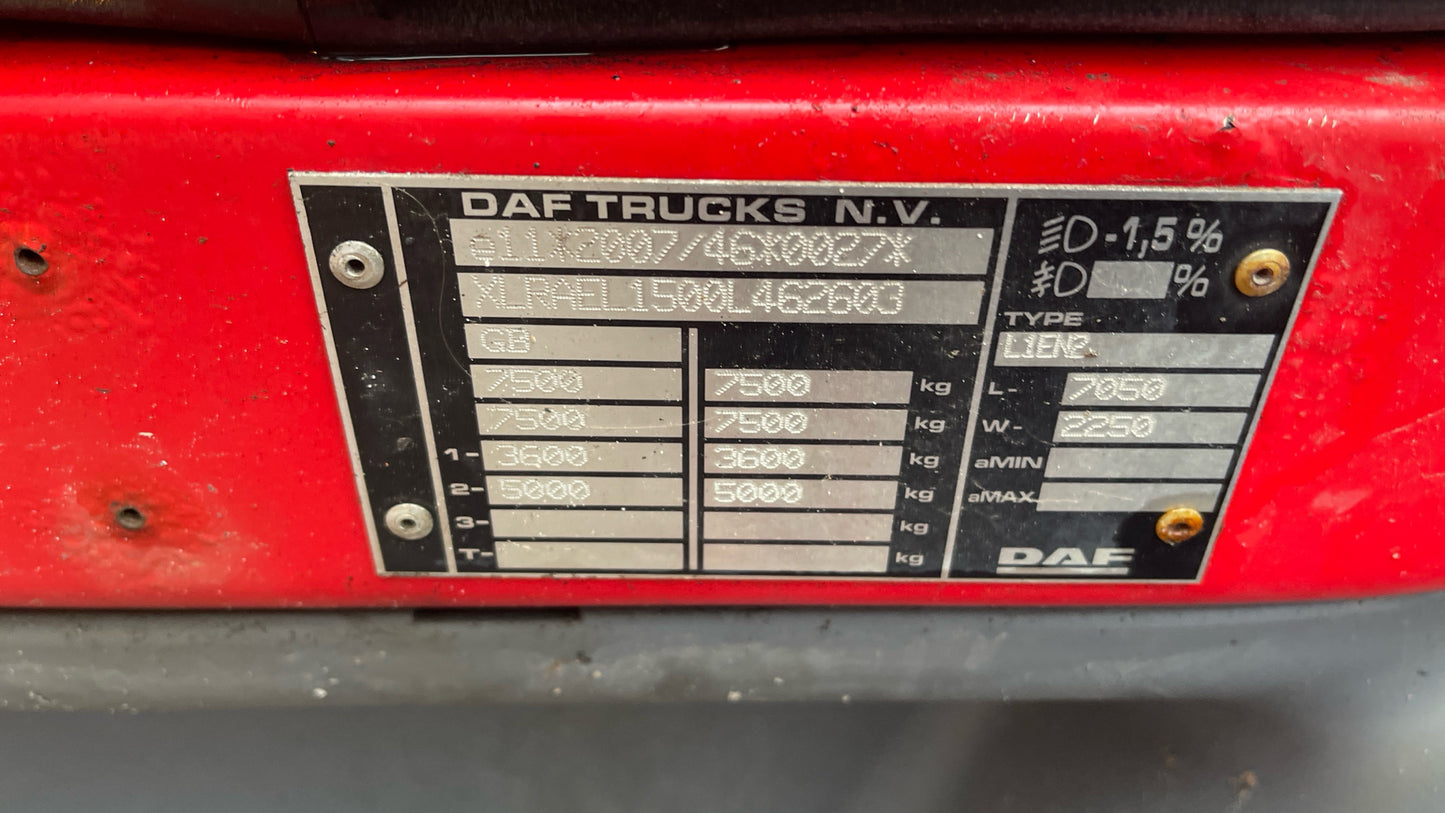 DAF TRUCKS N.V.
e11*2007/46*0027*
XLRAEL1500L462603
GB
7500 7500 kg
7500 7500 kg
1- 3600 3600 kg
2- 5000 5000 kg
3- kg
T- kg
-1,5%
%
TYPE
L1EN2
L- 7050
W- 2250
aMIN
aMAX
DAF